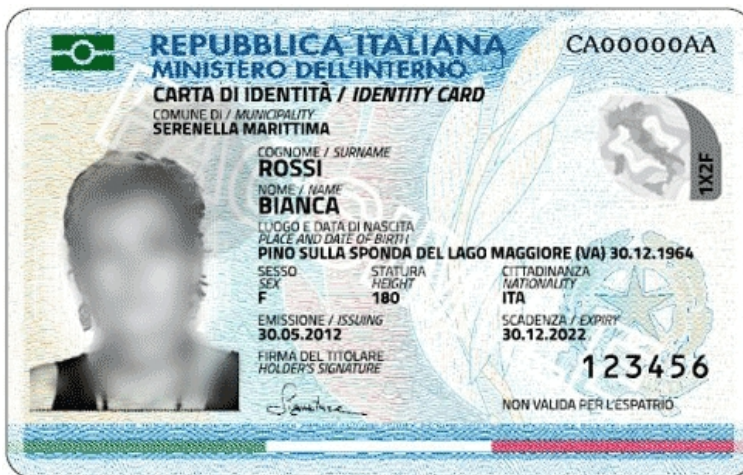 REPUBBLICA ITALIANA
CA00000AA
MINISTERO DELL'INTERNO
CARTA DI IDENTITÀ / IDENTITY CARD
COMUNE DI / MUNICIPALITY
SERENELLA MARITTIMA
COGNOME / SURNAME
ROSSI
NOME / NAME
BIANCA
LUOGO E DATA DI NASCITA
PLACE AND DATE OF BIRTH
PINO SULLA SPONDA DEL LAGO MAGGIORE (VA) 30.12.1964
SESSO STATURA CITTADINANZA
SEX HEIGHT NATIONALITY
F 180 ITA
EMISSIONE / ISSUING SCADENZA / EXPIRY
30.05.2012 30.12.2022
FIRMA DEL TITOLARE
HOLDER'S SIGNATURE
123456
NON VALIDA PER L'ESPATRIO
1X2F